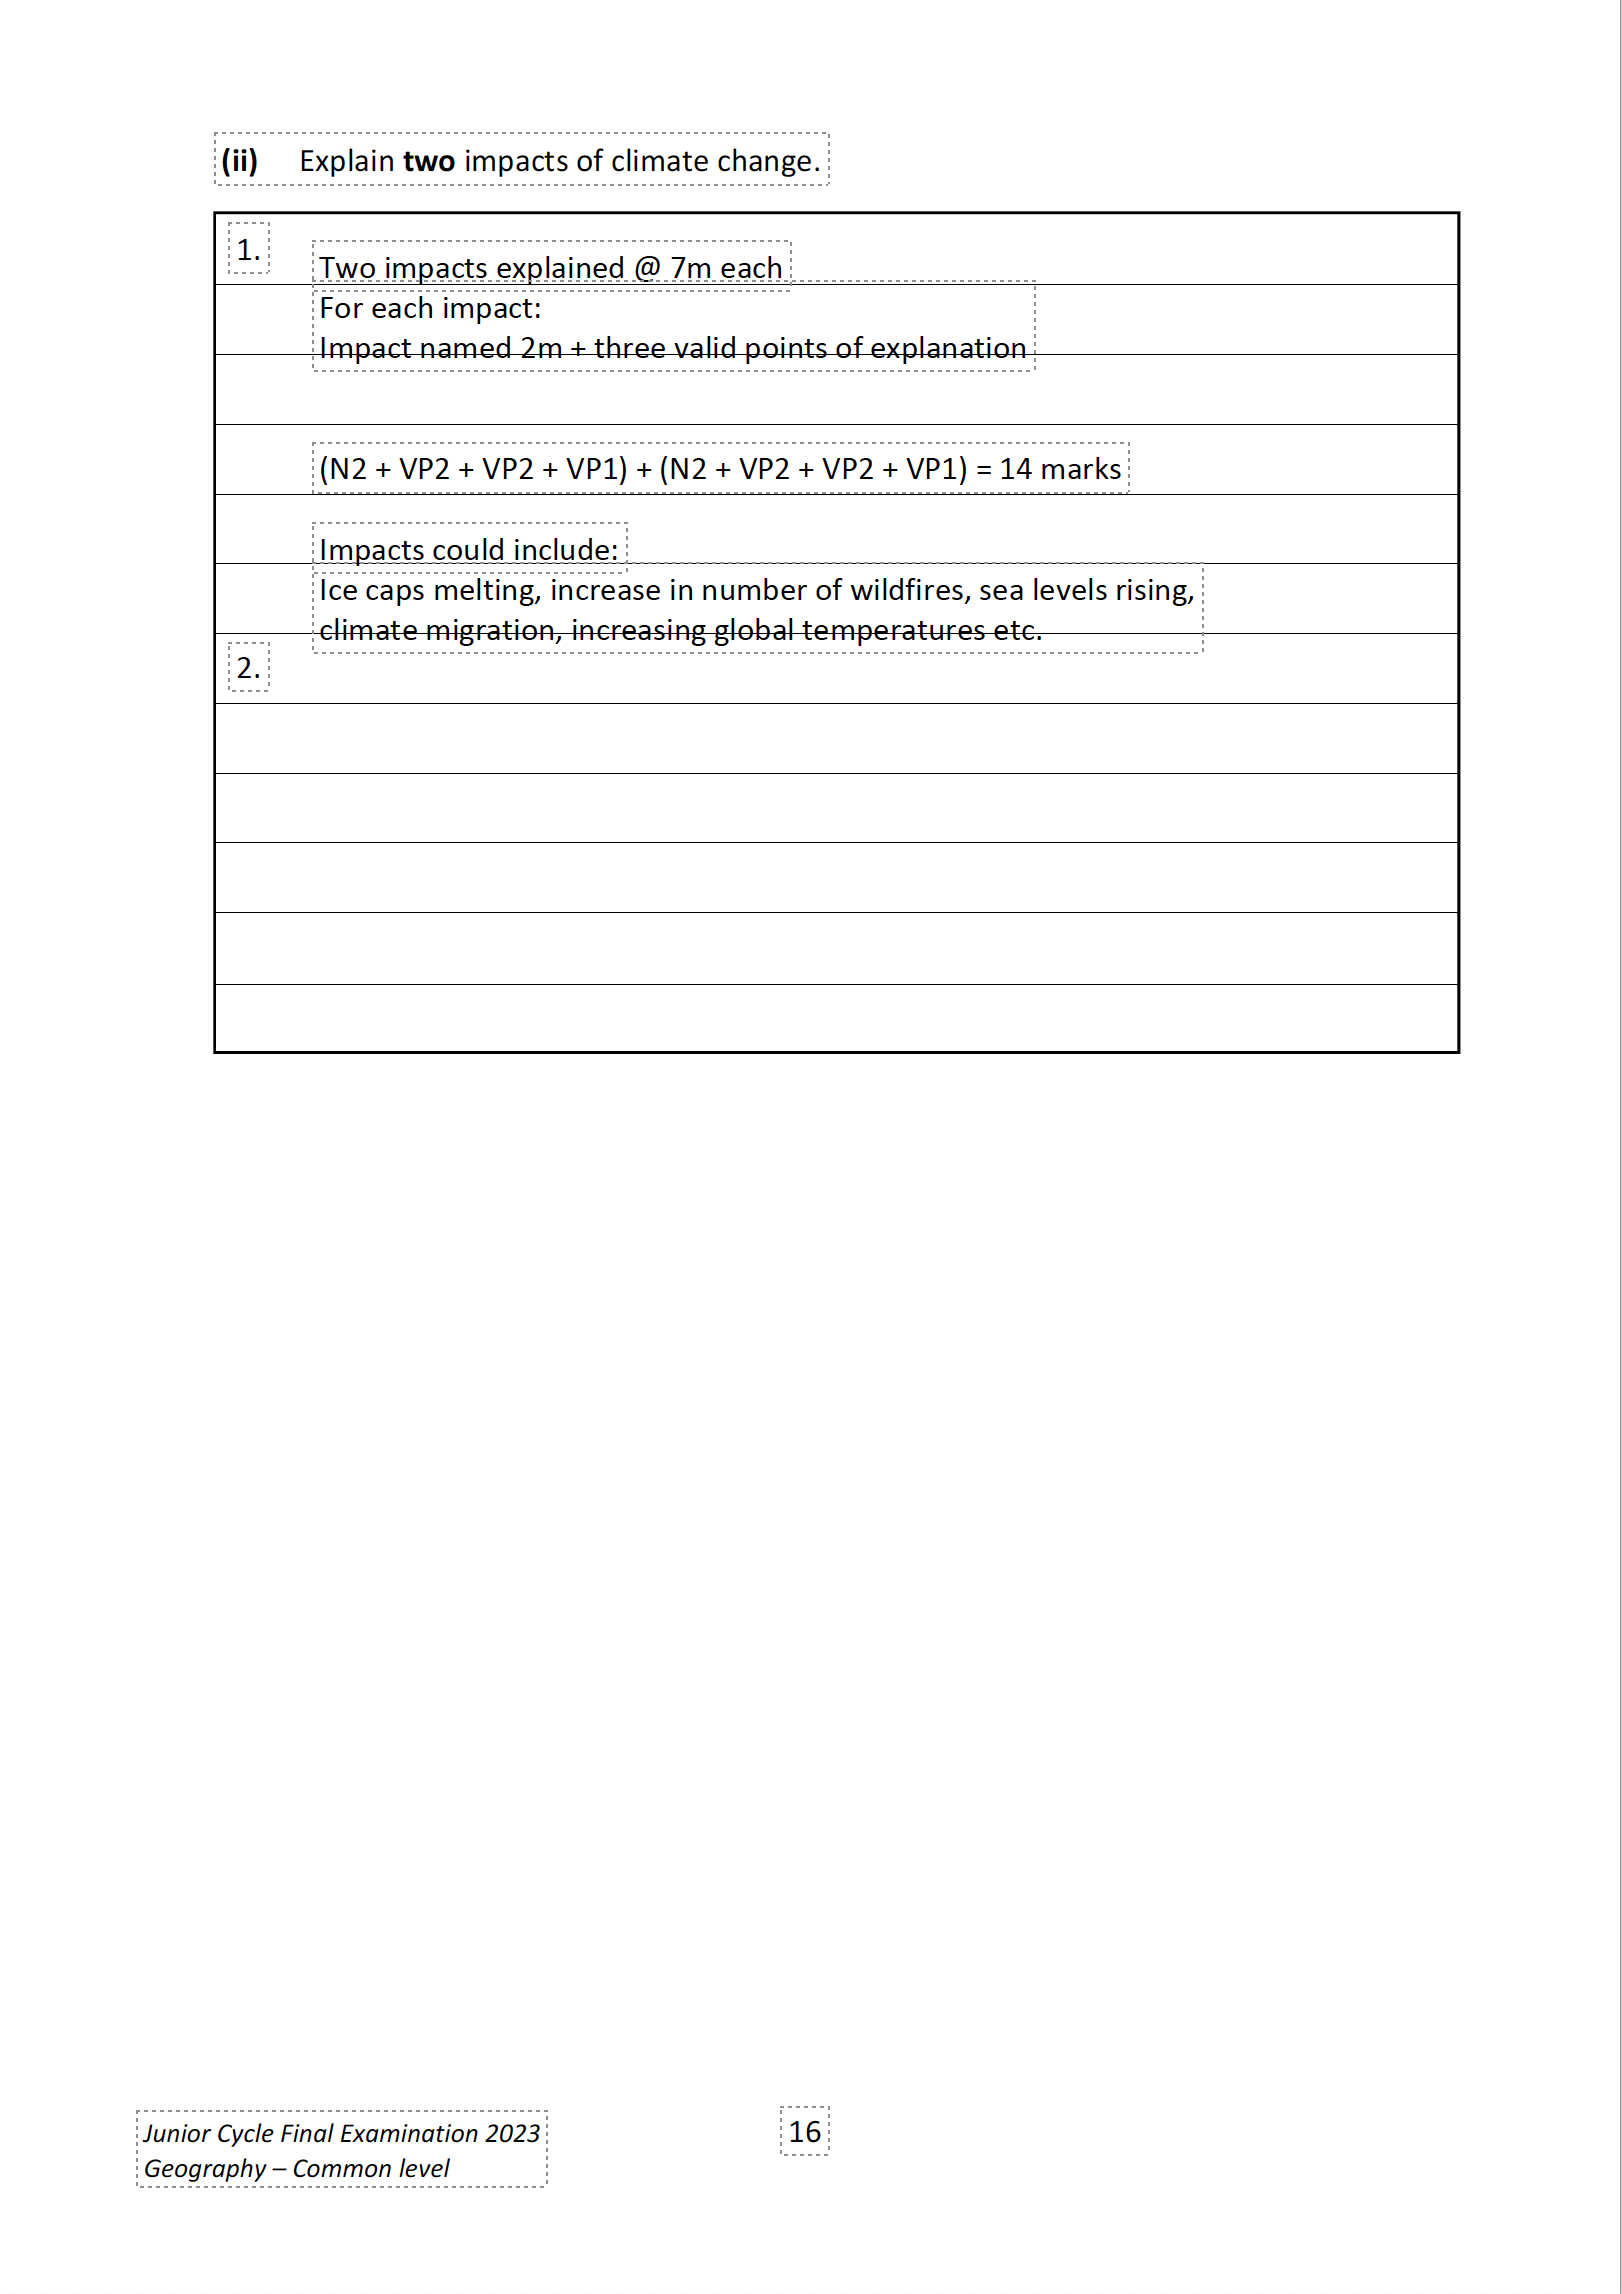 (ii) Explain two impacts of climate change.
1.
Two impacts explained @ 7m each
For each impact:
Impact named 2m + three valid points of explanation
(N2 + VP2 + VP2 + VP1) + (N2 + VP2 + VP2 + VP1) = 14 marks
Impacts could include:
Ice caps melting, increase in number of wildfires, sea levels rising,
climate migration, increasing global temperatures etc.
2.
Junior Cycle Final Examination 2023
Geography – Common level
16